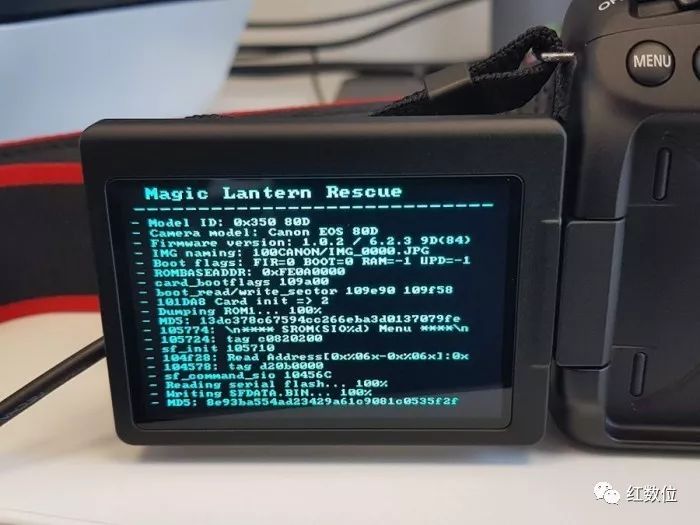 MENU
Magic Lantern Rescue
----------------------------
- Model ID: 0x350 80D
- Camera model: Canon EOS 80D
- Firmware version: 1.0.2 / 6.2.3 9D(84)
- IMG naming: 100CANON/IMG_0000.JPG
- Boot flags: FIR=0 BOOT=0 RAM=-1 UPD=-1
- ROMBASEADDR: 0xFE0A0000
- card_bootflags 109a00
- boot_read/write_sector 109e90 109f58
- 101DA8 Card init => 2
- Dumping ROM1... 100%
- MD5: 13dc378c67594cc266eba3d0137079fe
- 105774: \n**** SROM(SIO%d) Menu ****\n
- 105724: tag c0820200
- sf_init 105710
- 104f28: Read Address[0x%06x-0x%06x]:0x
- 104578: tag d20b0000
- sf_command_sio 10456C
- Reading serial flash... 100%
- Writing SFDATA.BIN... 100%
- MD5: 8e93ba554ad23429a61c9081c0535f2f
红数位